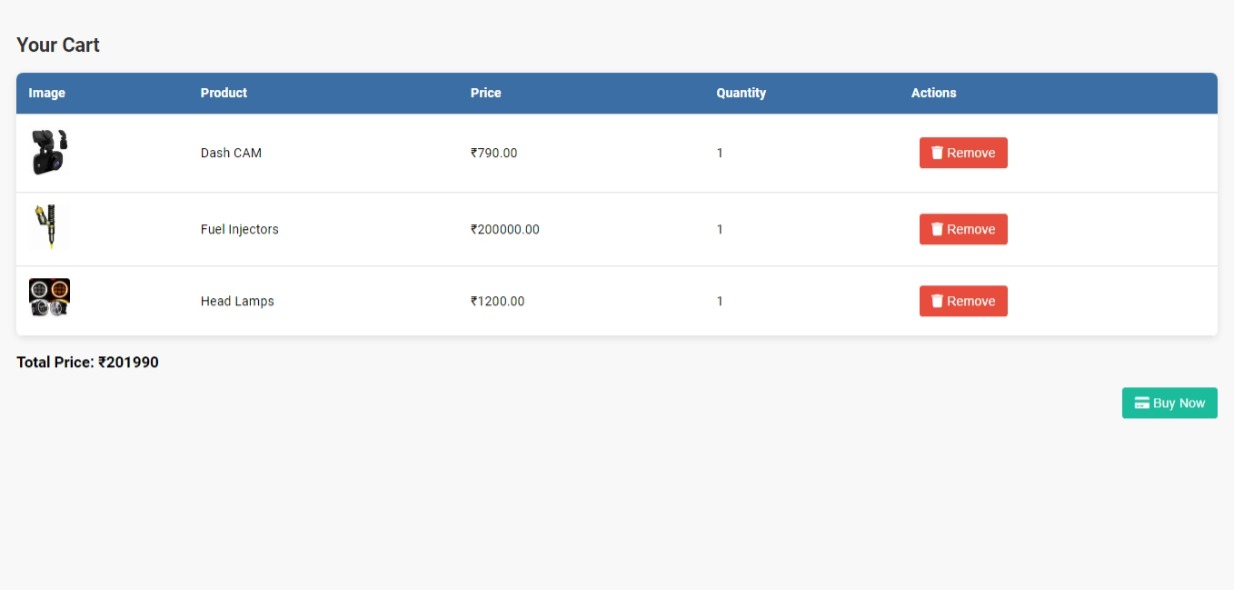 Your Cart
Image Product Price Quantity Actions
Dash CAM ₹790.00 1 Remove
Fuel Injectors ₹200000.00 1 Remove
Head Lamps ₹1200.00 1 Remove
Total Price: ₹201990
Buy Now